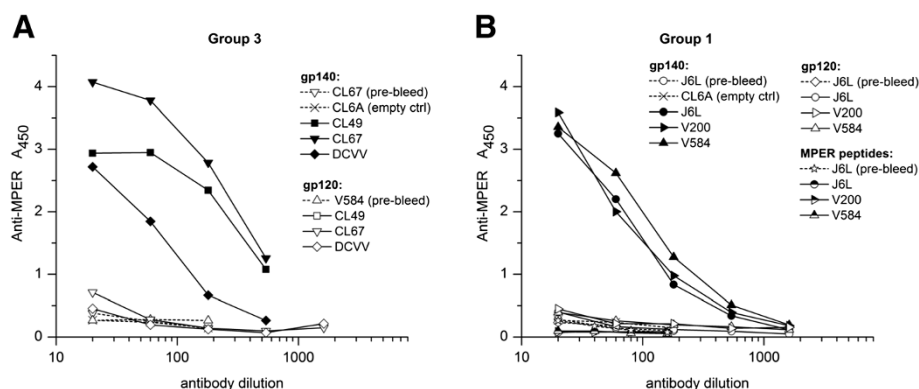 A
Group 3
Anti-MPER A450
4
3
2
1
0
10
100
1000
antibody dilution
gp140:
CL67 (pre-bleed)
CL6A (empty ctrl)
CL49
CL67
DCVV
gp120:
V584 (pre-bleed)
CL49
CL67
DCVV
B
Group 1
Anti-MPER A450
4
3
2
1
0
10
100
1000
antibody dilution
gp140:
J6L (pre-bleed)
CL6A (empty ctrl)
J6L
V200
V584
gp120:
J6L (pre-bleed)
J6L
V200
V584
MPER peptides:
J6L (pre-bleed)
J6L
V200
V584